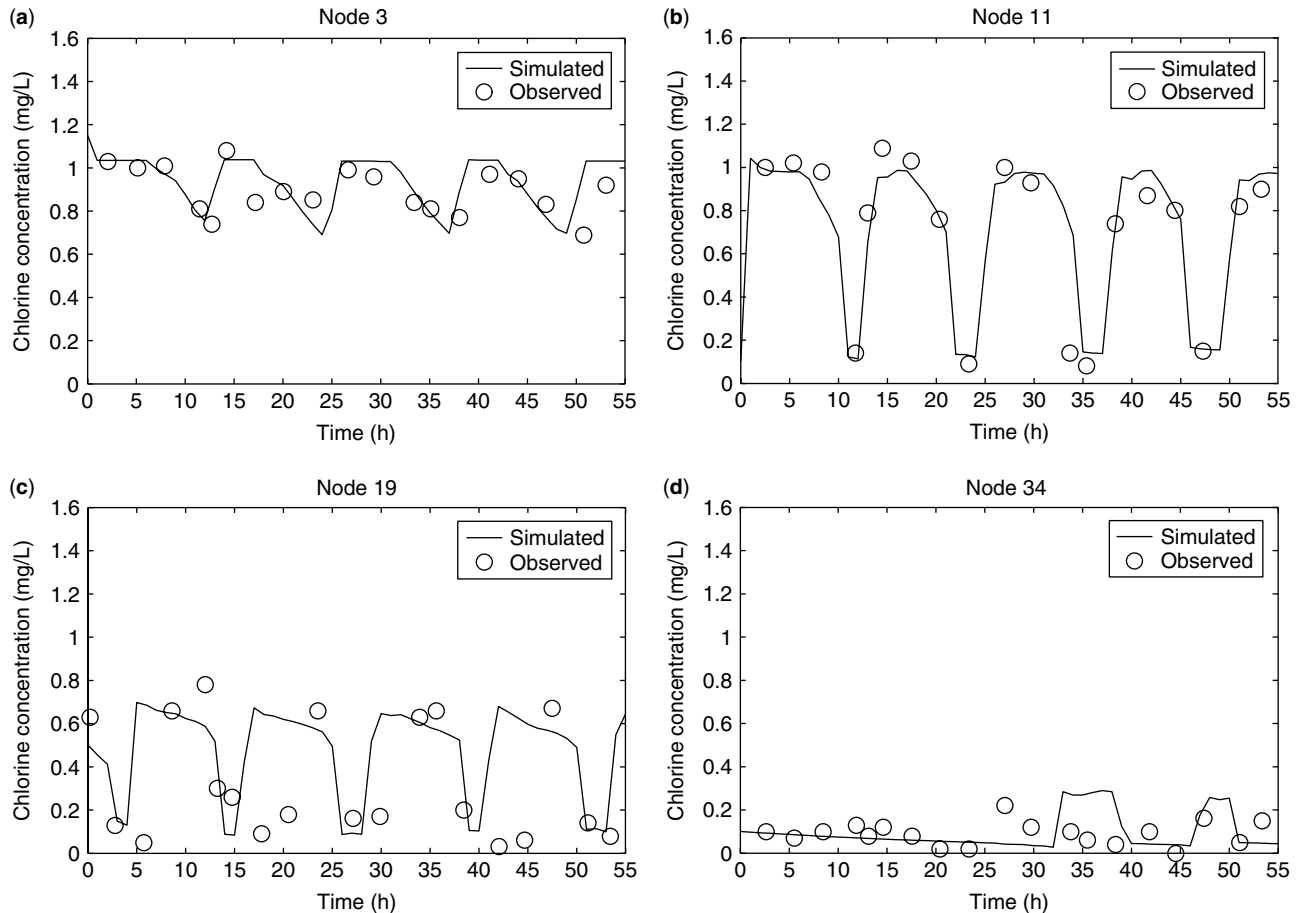 (a) Node 3
1.6
1.4
1.2
1
0.8
0.6
0.4
0.2
0
Chlorine concentration (mg/L)
Simulated
Observed
0 5 10 15 20 25 30 35 40 45 50 55
Time (h)
(b) Node 11
1.6
1.4
1.2
1
0.8
0.6
0.4
0.2
0
Chlorine concentration (mg/L)
Simulated
Observed
0 5 10 15 20 25 30 35 40 45 50 55
Time (h)
(c) Node 19
1.6
1.4
1.2
1
0.8
0.6
0.4
0.2
0
Chlorine concentration (mg/L)
Simulated
Observed
0 5 10 15 20 25 30 35 40 45 50 55
Time (h)
(d) Node 34
1.6
1.4
1.2
1
0.8
0.6
0.4
0.2
0
Chlorine concentration (mg/L)
Simulated
Observed
0 5 10 15 20 25 30 35 40 45 50 55
Time (h)